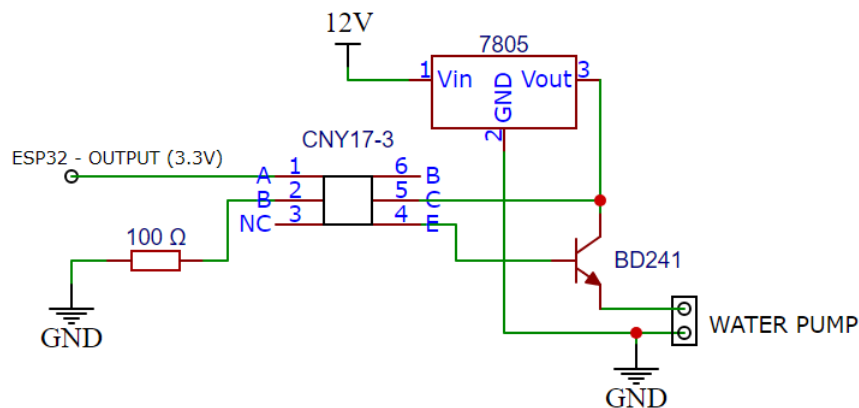 12V
7805
1 Vin GND Vout 3
2
CNY17-3
ESP32 - OUTPUT (3.3V)
A 1 6 B
B 2 5 C
NC 3 4 E
100 Ω
BD241
GND
WATER PUMP
GND